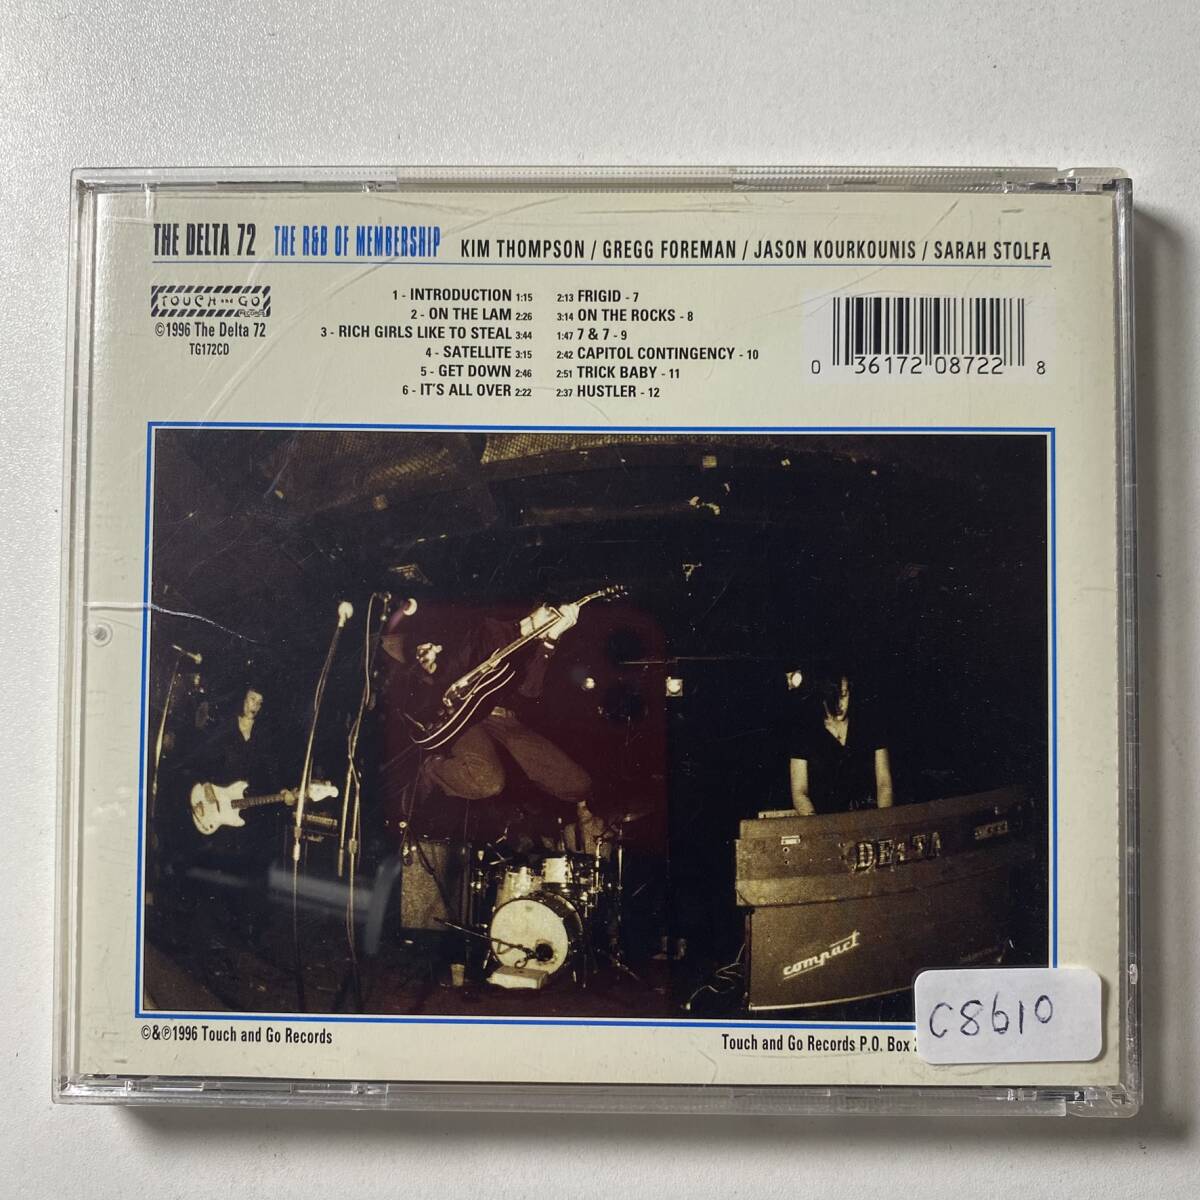 THE DELTA 72 THE R&B OF MEMBERSHIP KIM THOMPSON / GREGG FOREMAN / JASON KOURKOUNIS / SARAH STOLFA
TOUCH AND GO
©1996 The Delta 72
TG172CD
1 - INTRODUCTION 1:15
2 - ON THE LAM 2:26
3 - RICH GIRLS LIKE TO STEAL 3:44
4 - SATELLITE 3:15
5 - GET DOWN 2:46
6 - IT'S ALL OVER 2:22
2:13 FRIGID - 7
3:14 ON THE ROCKS - 8
1:47 7 & 7 - 9
2:42 CAPITOL CONTINGENCY - 10
2:51 TRICK BABY - 11
2:37 HUSTLER - 12
0 36172 08722 8
DELTA
compact
©&℗1996 Touch and Go Records
Touch and Go Records P.O. Box 2
C8610